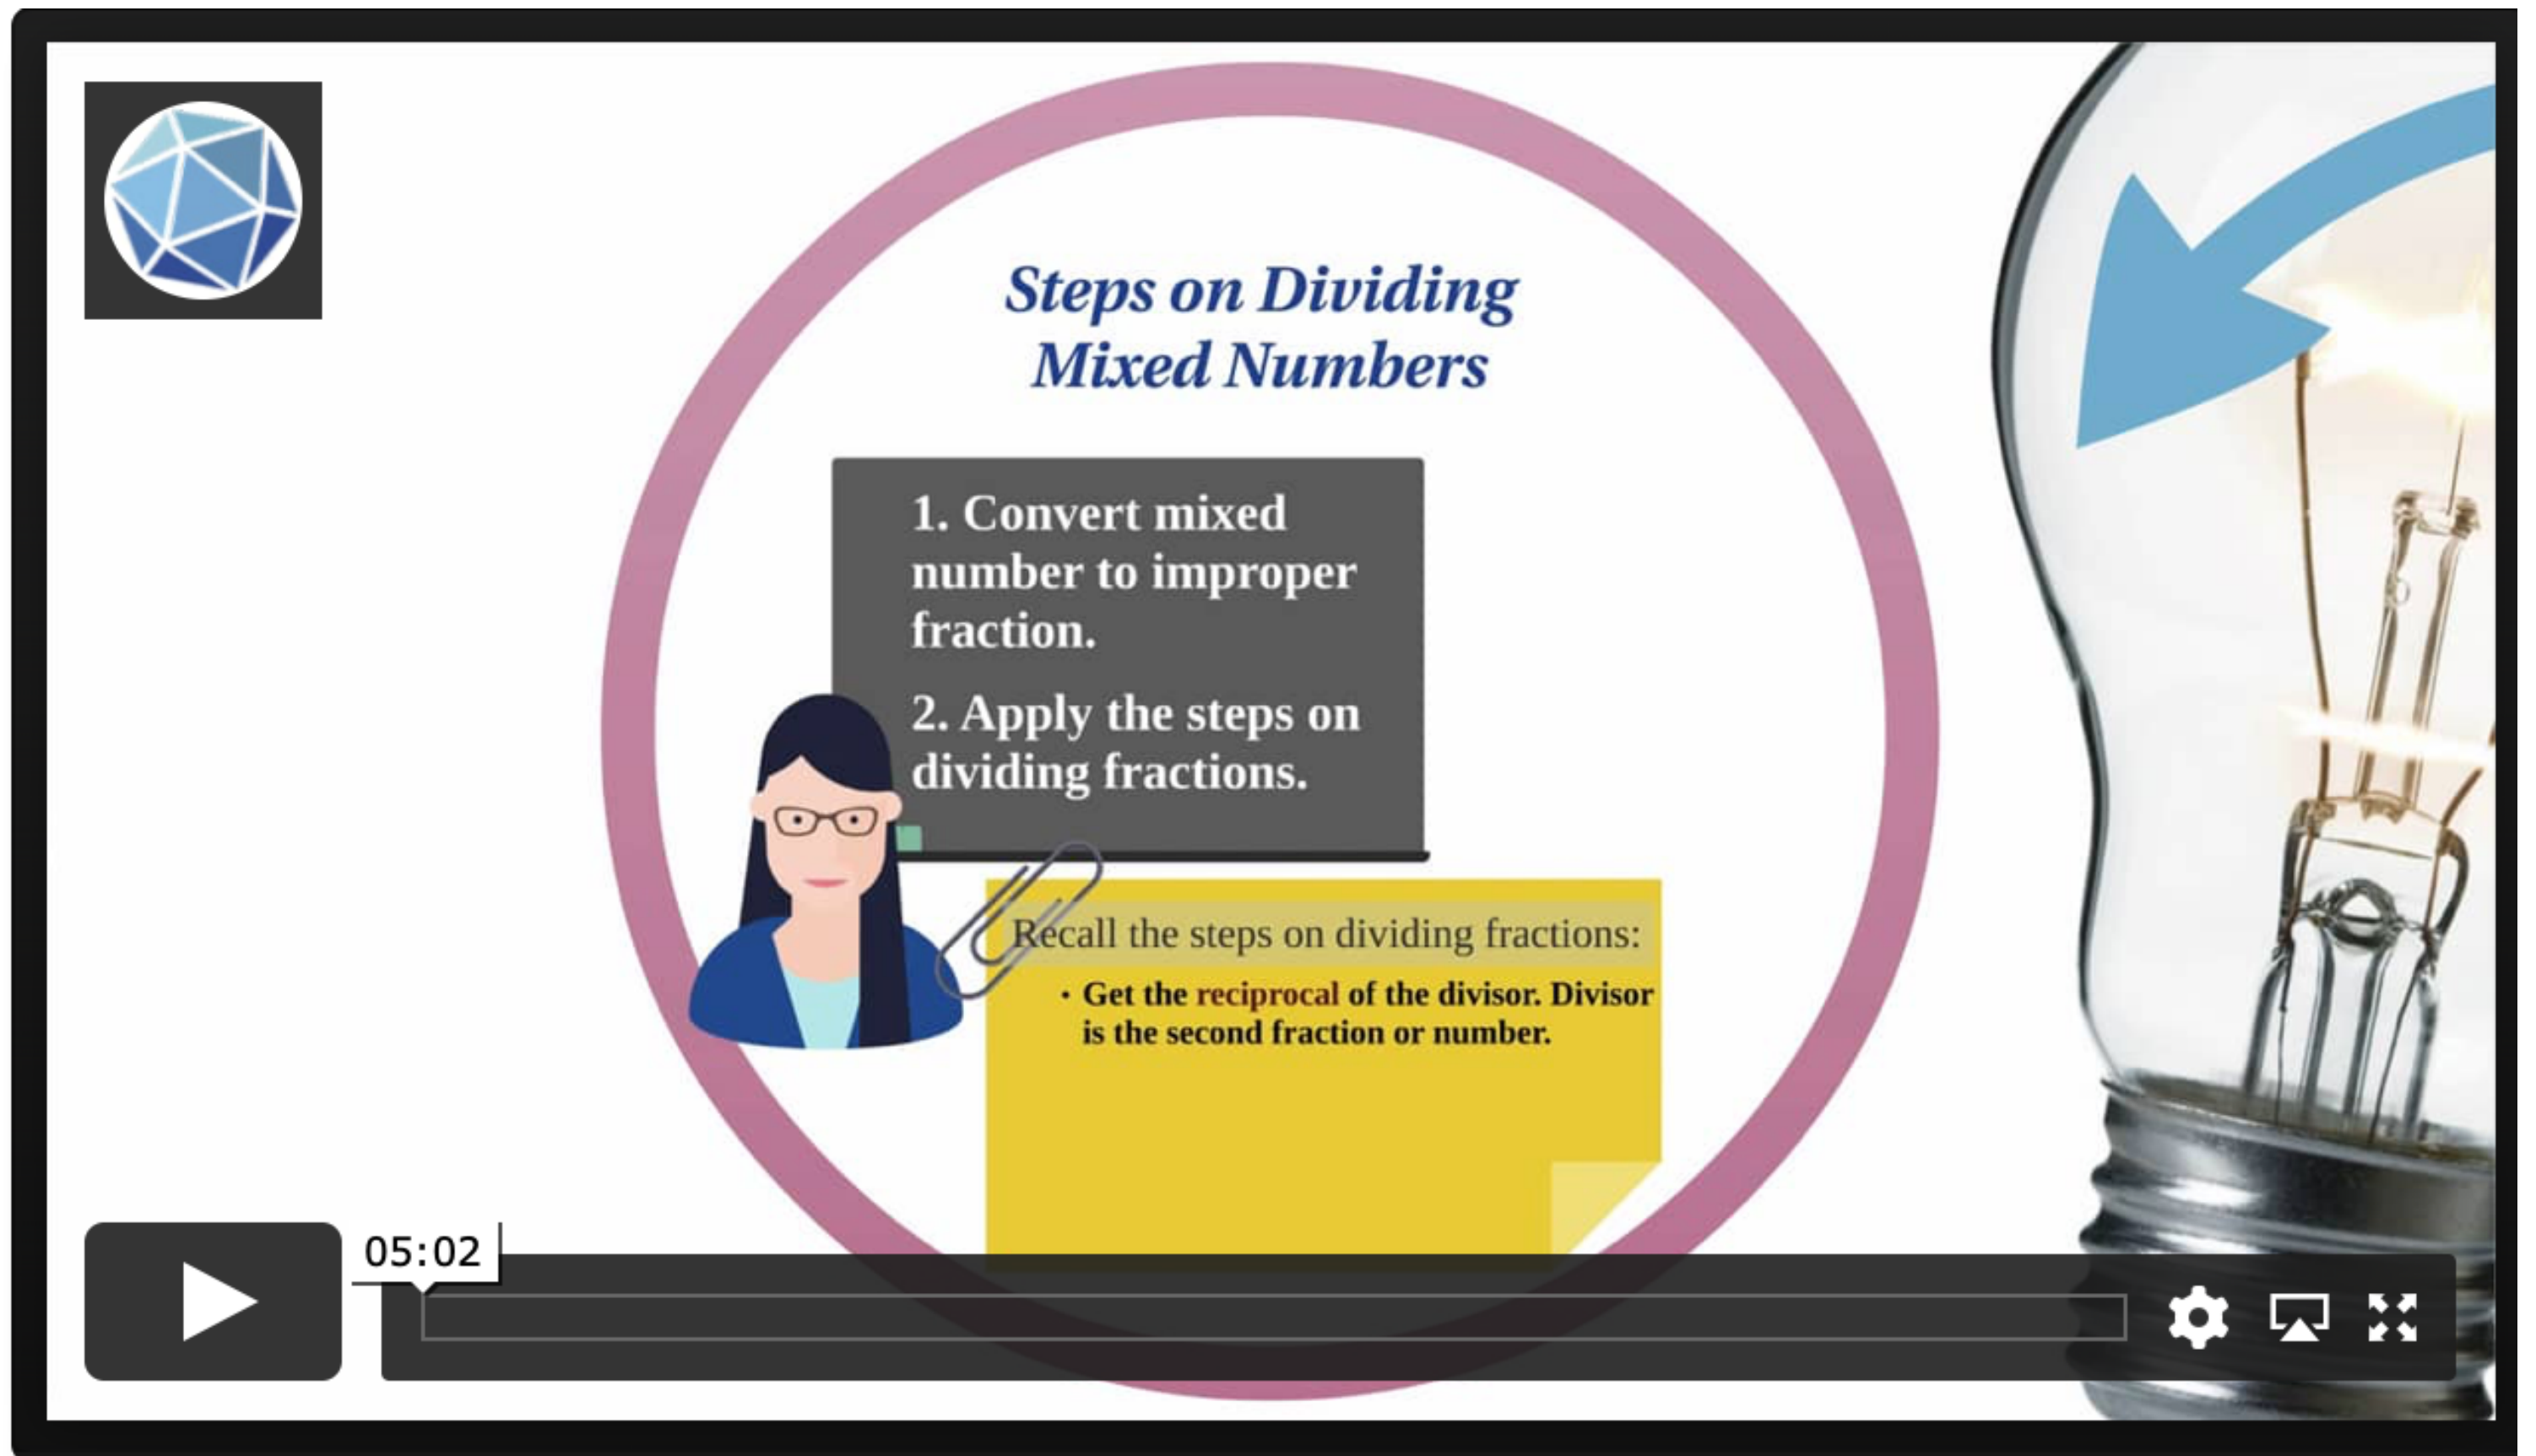 Steps on Dividing
Mixed Numbers
1. Convert mixed
number to improper
fraction.
2. Apply the steps on
dividing fractions.
Recall the steps on dividing fractions:
• Get the reciprocal of the divisor. Divisor
is the second fraction or number.
05:02